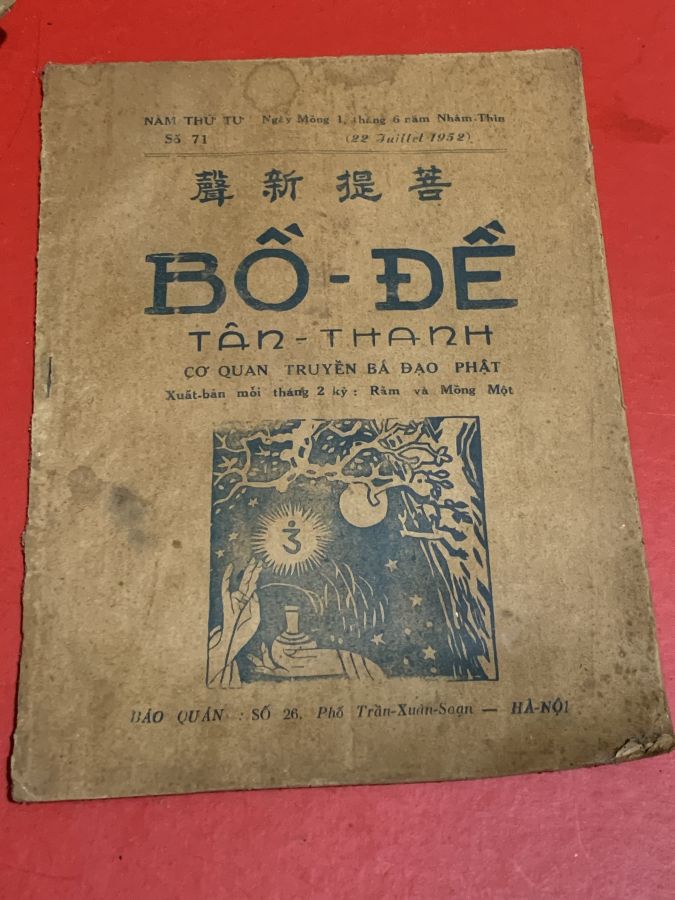 NĂM THỨ TƯ Ngày Mồng 1, tháng 6 năm Nhâm-Thìn
Số 71 (22 Juillet 1952)
聲新提菩
BỒ-ĐỀ
TÂN-THANH
CƠ QUAN TRUYỀN BÁ ĐẠO PHẬT
Xuất-bản mỗi tháng 2 kỳ: Rằm và Mồng Một
BÁO QUÁN: SỐ 26, Phố Trần-Xuân-Soạn — HÀ-NỘI